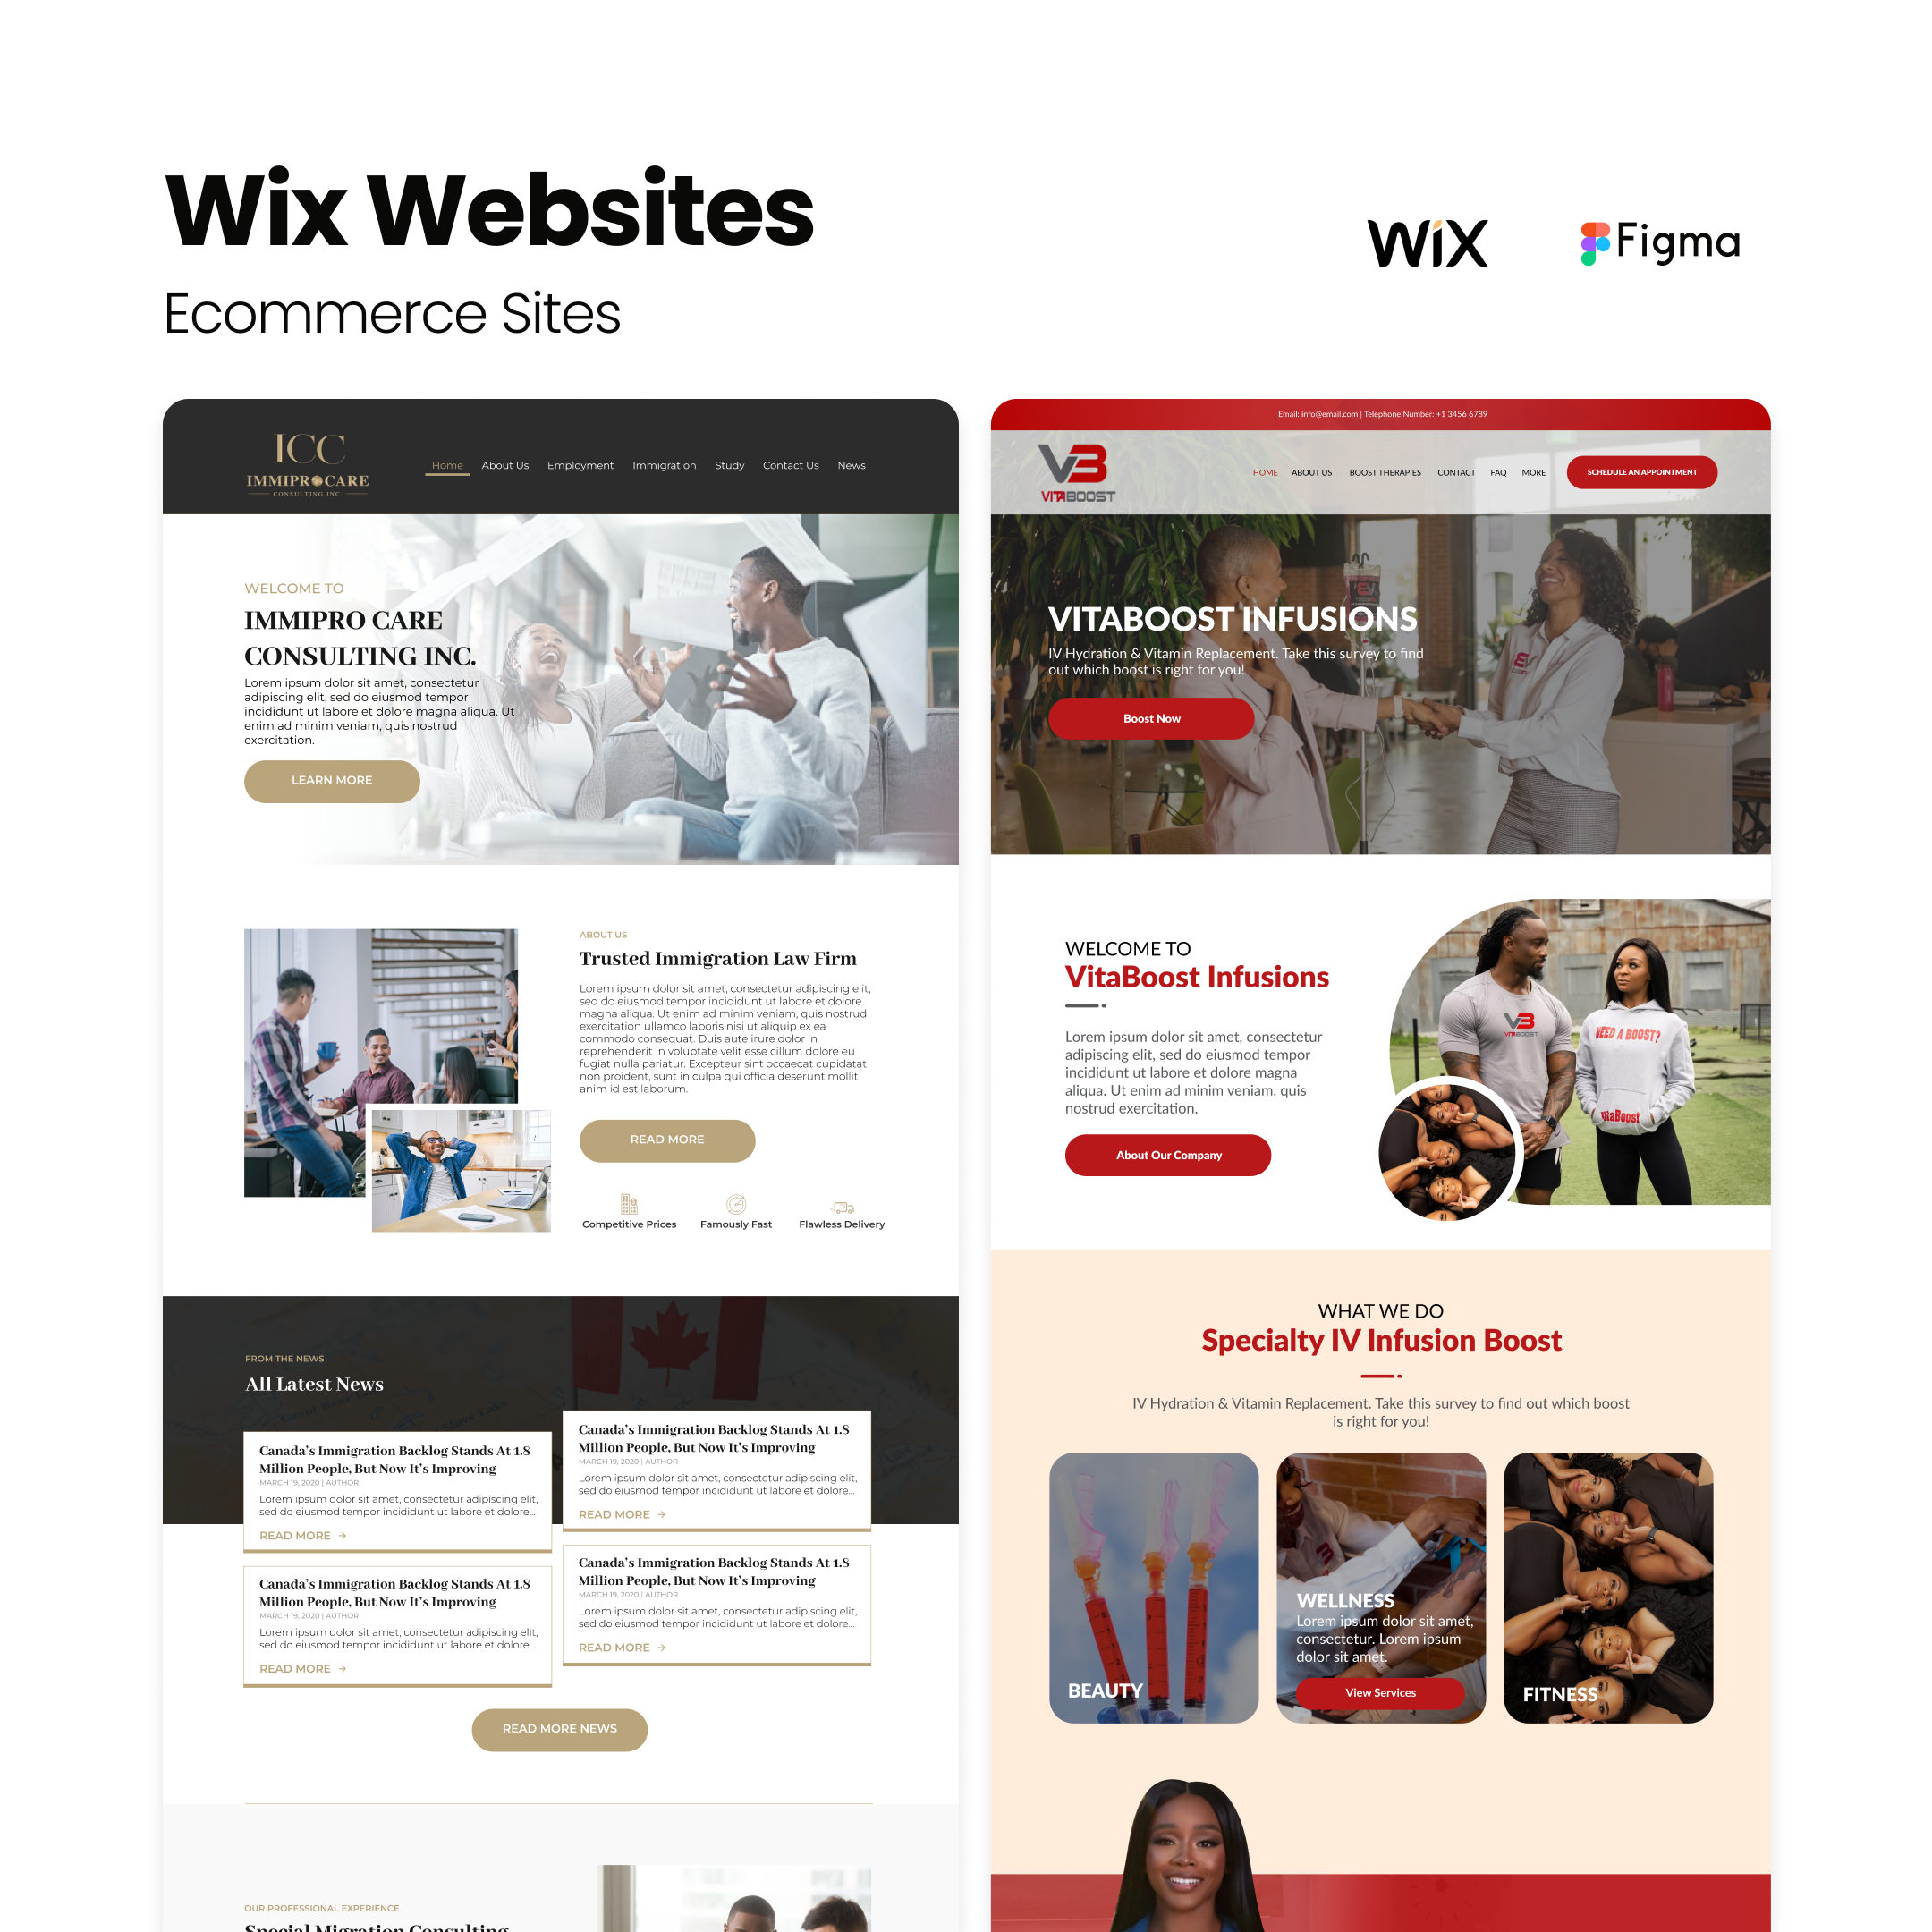 Wix Websites
Ecommerce Sites
WiX
Figma
ICC
IMMIPROCARE
CONSULTING INC.
Home About Us Employment Immigration Study Contact Us News
WELCOME TO
IMMIPRO CARE
CONSULTING INC.
Lorem ipsum dolor sit amet, consectetur
adipiscing elit, sed do eiusmod tempor
incididunt ut labore et dolore magna aliqua. Ut
enim ad minim veniam, quis nostrud
exercitation.
LEARN MORE
ABOUT US
Trusted Immigration Law Firm
Lorem ipsum dolor sit amet, consectetur adipiscing elit,
sed do eiusmod tempor incididunt ut labore et dolore
magna aliqua. Ut enim ad minim veniam, quis nostrud
exercitation ullamco laboris nisi ut aliquip ex ea
commodo consequat. Duis aute irure dolor in
reprehenderit in voluptate velit esse cillum dolore eu
fugiat nulla pariatur. Excepteur sint occaecat cupidatat
non proident, sunt in culpa qui officia deserunt mollit
anim id est laborum.
READ MORE
Competitive Prices Famously Fast Flawless Delivery
FROM THE NEWS
All Latest News
Canada's Immigration Backlog Stands At 1.8
Million People, But Now It's Improving
MARCH 19, 2020 | AUTHOR
Lorem ipsum dolor sit amet, consectetur adipiscing elit,
sed do eiusmod tempor incididunt ut labore et dolore...
READ MORE →
Canada's Immigration Backlog Stands At 1.8
Million People, But Now It's Improving
MARCH 19, 2020 | AUTHOR
Lorem ipsum dolor sit amet, consectetur adipiscing elit,
sed do eiusmod tempor incididunt ut labore et dolore...
READ MORE →
Canada's Immigration Backlog Stands At 1.8
Million People, But Now It's Improving
MARCH 19, 2020 | AUTHOR
Lorem ipsum dolor sit amet, consectetur adipiscing elit,
sed do eiusmod tempor incididunt ut labore et dolore...
READ MORE →
Canada's Immigration Backlog Stands At 1.8
Million People, But Now It's Improving
MARCH 19, 2020 | AUTHOR
Lorem ipsum dolor sit amet, consectetur adipiscing elit,
sed do eiusmod tempor incididunt ut labore et dolore...
READ MORE →
READ MORE NEWS
OUR PROFESSIONAL EXPERIENCE
Special Migration Consulting
Email: info@email.com | Telephone Number: +1 3456 6789
VB
VITABOOST
HOME ABOUT US BOOST THERAPIES CONTACT FAQ MORE
SCHEDULE AN APPOINTMENT
VITABOOST INFUSIONS
IV Hydration & Vitamin Replacement. Take this survey to find
out which boost is right for you!
Boost Now
WELCOME TO
VitaBoost Infusions
Lorem ipsum dolor sit amet, consectetur
adipiscing elit, sed do eiusmod tempor
incididunt ut labore et dolore magna
aliqua. Ut enim ad minim veniam, quis
nostrud exercitation.
About Our Company
VB
VITABOOST
NEED A BOOST?
VitaBoost
WHAT WE DO
Specialty IV Infusion Boost
IV Hydration & Vitamin Replacement. Take this survey to find out which boost
is right for you!
BEAUTY
WELLNESS
Lorem ipsum dolor sit amet,
consectetur. Lorem ipsum
dolor sit amet.
View Services
FITNESS